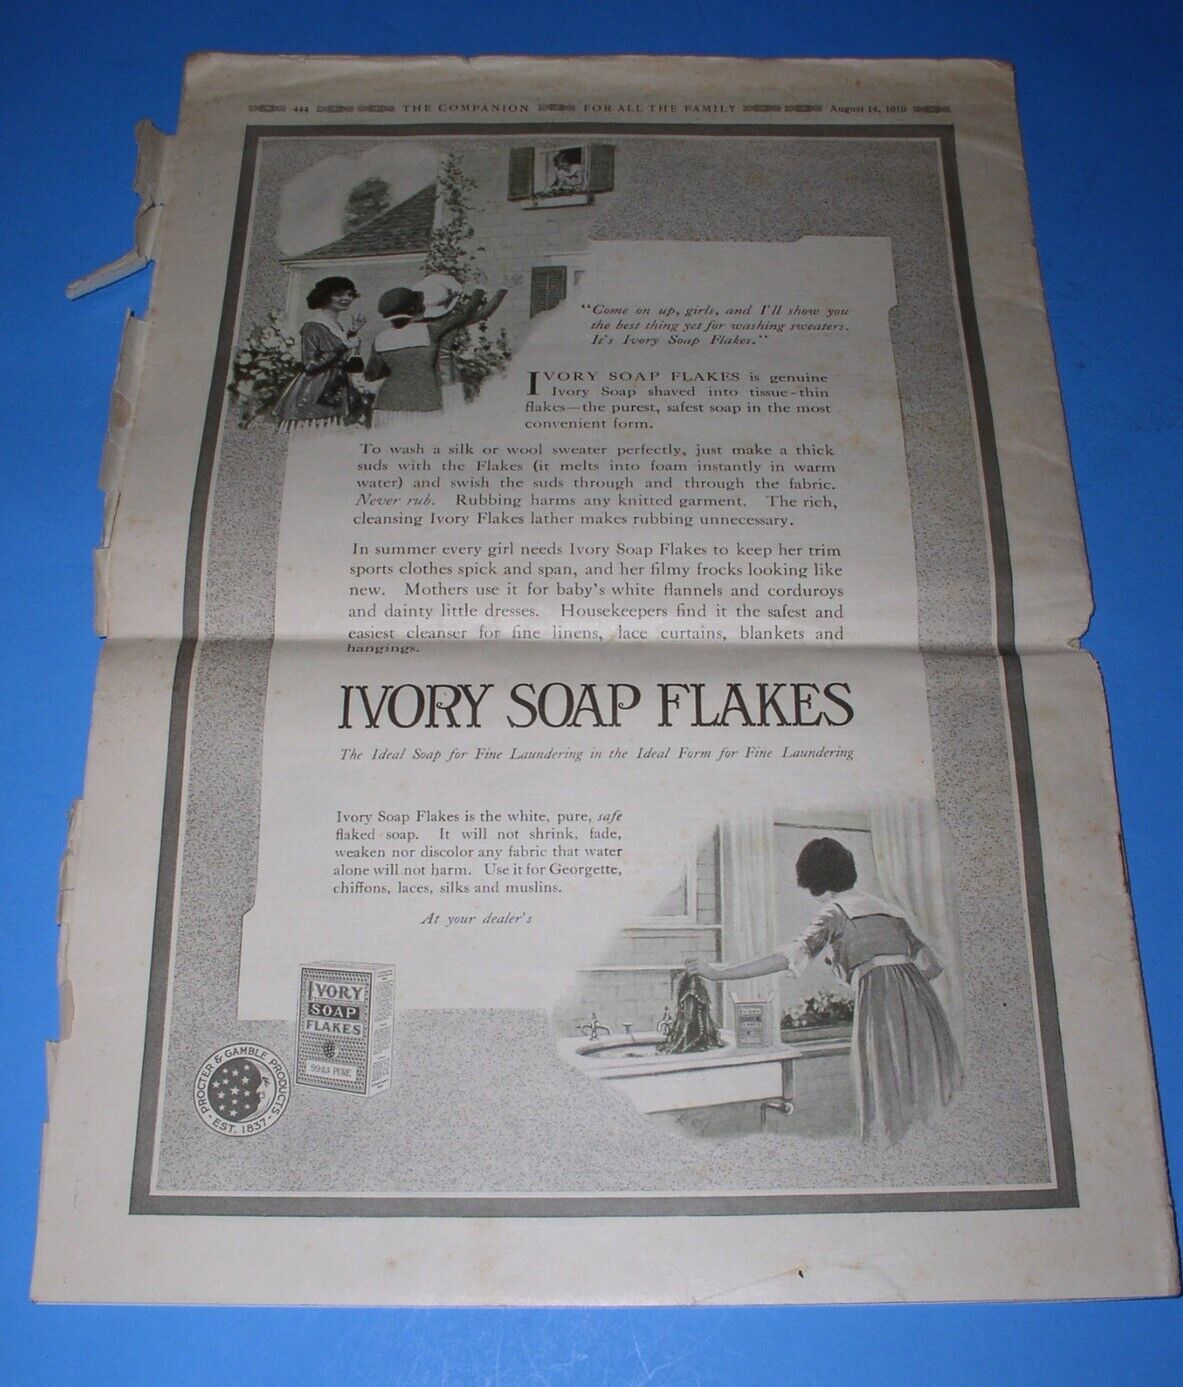 444 THE COMPANION FOR ALL THE FAMILY August 14, 1919
"Come on up, girls, and I'll show you
the best thing yet for washing sweaters.
It's Ivory Soap Flakes."
IVORY SOAP FLAKES is genuine
Ivory Soap shaved into tissue-thin
flakes—the purest, safest soap in the most
convenient form.
To wash a silk or wool sweater perfectly, just make a thick
suds with the Flakes (it melts into foam instantly in warm
water) and swish the suds through and through the fabric.
Never rub. Rubbing harms any knitted garment. The rich,
cleansing Ivory Flakes lather makes rubbing unnecessary.
In summer every girl needs Ivory Soap Flakes to keep her trim
sports clothes spick and span, and her filmy frocks looking like
new. Mothers use it for baby's white flannels and corduroys
and dainty little dresses. Housekeepers find it the safest and
easiest cleanser for fine linens, lace curtains, blankets and
hangings.
IVORY SOAP FLAKES
The Ideal Soap for Fine Laundering in the Ideal Form for Fine Laundering
Ivory Soap Flakes is the white, pure, safe
flaked soap. It will not shrink, fade,
weaken nor discolor any fabric that water
alone will not harm. Use it for Georgette,
chiffons, laces, silks and muslins.
At your dealer's
IVORY
SOAP
FLAKES
PURE
PROCTER & GAMBLE PRODUCTS
EST. 1837